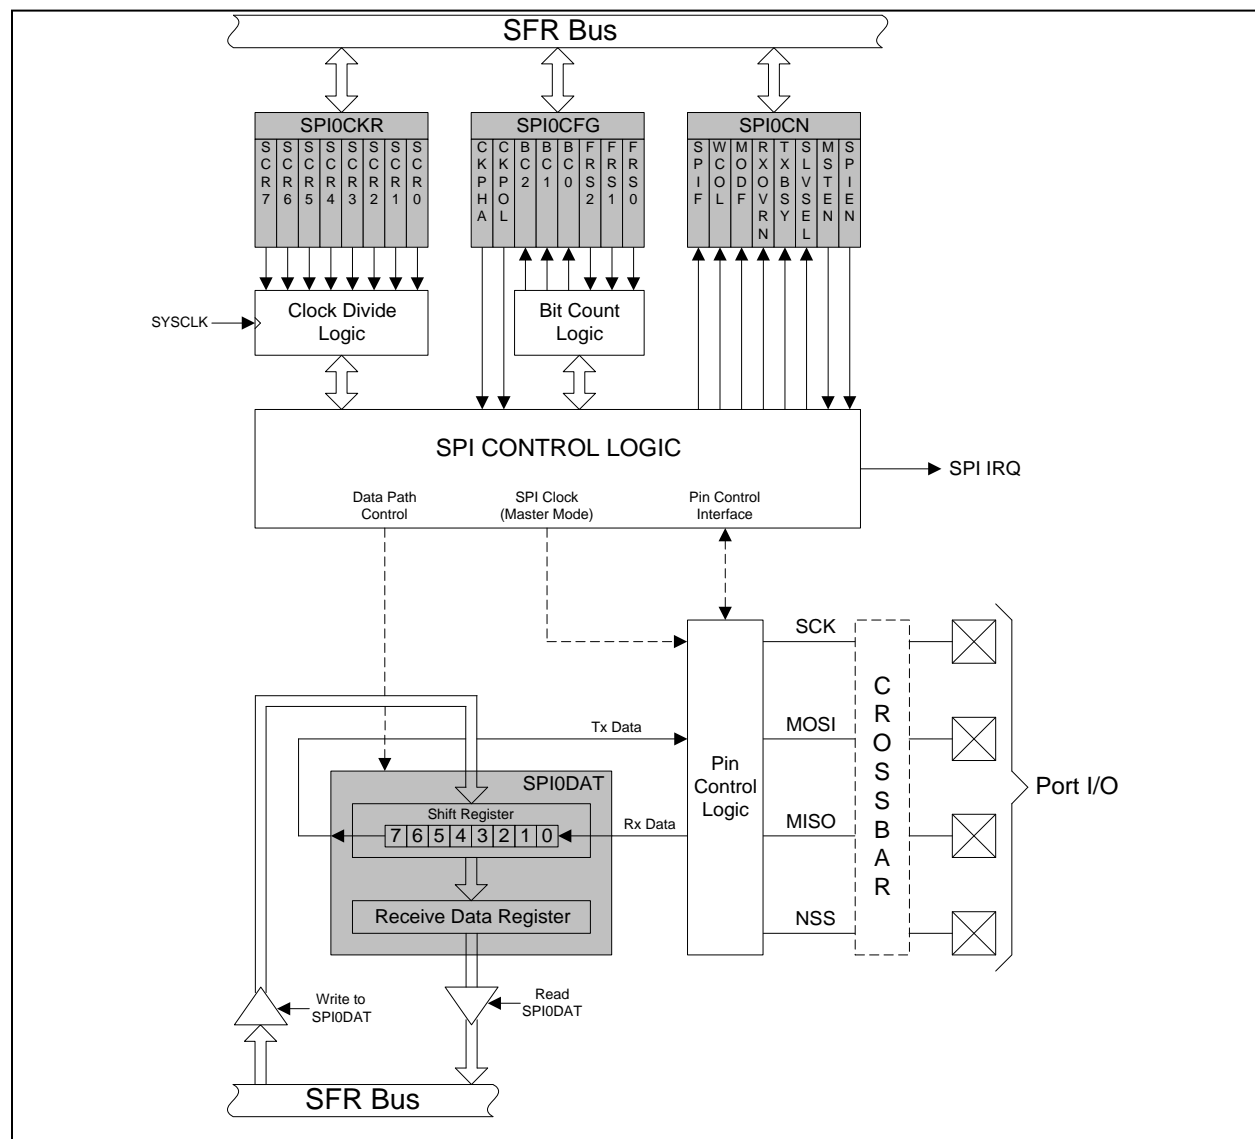 SFR Bus
SPI0CKR
SPI0CFG
SPI0CN
SCR7
SCR6
SCR5
SCR4
SCR3
SCR2
SCR1
SCR0
CKPHA
CKPOL
BC2
BC1
BC0
FRS2
FRS1
FRS0
SPIF
WCOL
MODF
RXOVRN
TXBSY
SLVSEL
MSTEN
SPIEN
SYSCLK
Clock Divide
Logic
Bit Count
Logic
SPI CONTROL LOGIC
SPI IRQ
Data Path
Control
SPI Clock
(Master Mode)
Pin Control
Interface
SCK
MOSI
MISO
NSS
Pin
Control
Logic
CROSSBAR
Port I/O
Tx Data
Rx Data
SPI0DAT
Shift Register
7 6 5 4 3 2 1 0
Receive Data Register
Write to
SPI0DAT
Read
SPI0DAT
SFR Bus